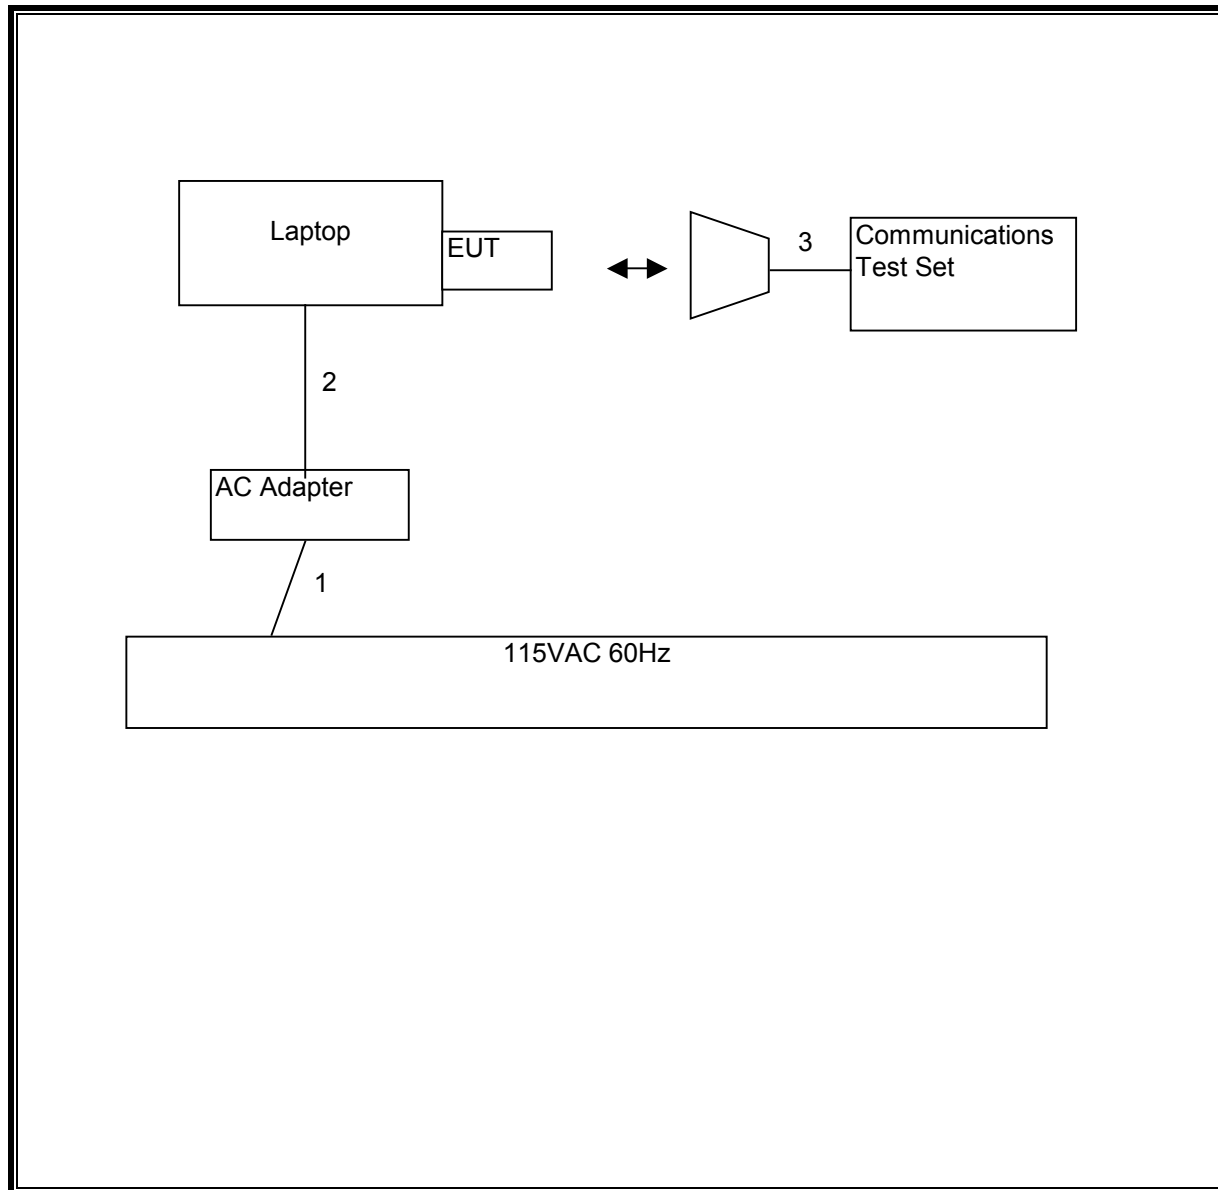 Laptop
EUT
3
Communications
Test Set
2
AC Adapter
1
115VAC 60Hz